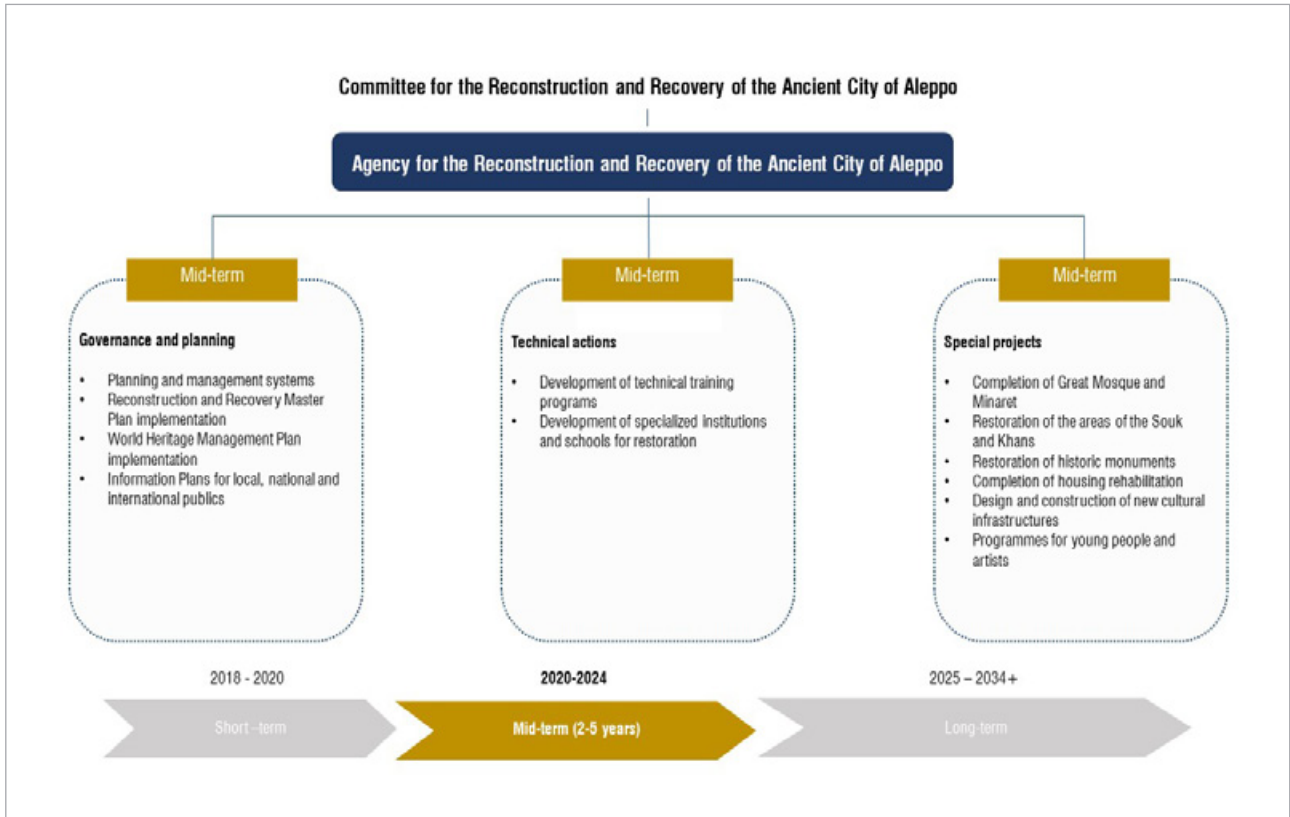 Committee for the Reconstruction and Recovery of the Ancient City of Aleppo
Agency for the Reconstruction and Recovery of the Ancient City of Aleppo
Mid-term
Governance and planning
• Planning and management systems
• Reconstruction and Recovery Master
Plan implementation
• World Heritage Management Plan
implementation
• Information Plans for local, national and
international publics
Mid-term
Technical actions
• Development of technical training
programs
• Development of specialized institutions
and schools for restoration
Mid-term
Special projects
• Completion of Great Mosque and
Minaret
• Restoration of the areas of the Souk
and Khans
• Restoration of historic monuments
• Completion of housing rehabilitation
• Design and construction of new cultural
infrastructures
• Programmes for young people and
artists
2018 - 2020
2020-2024
2025 – 2034+
Short –term
Mid-term (2-5 years)
Long-term